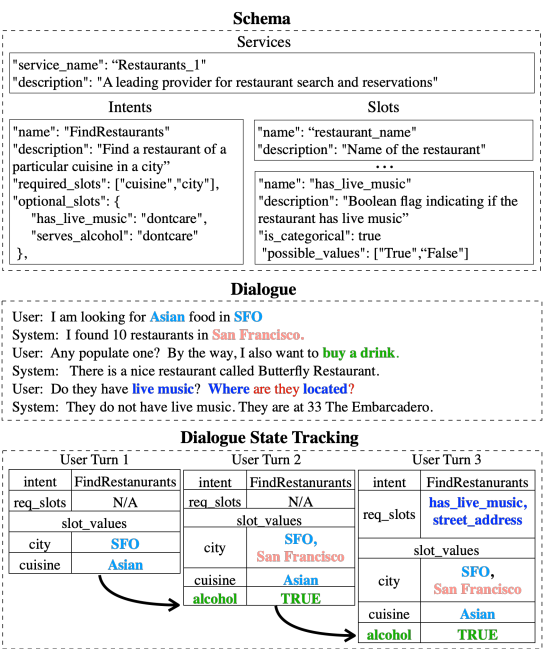 Schema
Services
"service_name": “Restaurants_1"
"description": "A leading provider for restaurant search and reservations"
Intents
"name": "FindRestaurants"
"description": "Find a restaurant of a
particular cuisine in a city”
"required_slots": ["cuisine","city"],
"optional_slots": {
"has_live_music": "dontcare",
"serves_alcohol": "dontcare"
},
Slots
"name": “restaurant_name"
"description": "Name of the restaurant"
...
"name": "has_live_music"
"description": "Boolean flag indicating if the
restaurant has live music”
"is_categorical": true
"possible_values": ["True",“False"]
Dialogue
User: I am looking for Asian food in SFO
System: I found 10 restaurants in San Francisco.
User: Any populate one? By the way, I also want to buy a drink.
System: There is a nice restaurant called Butterfly Restaurant.
User: Do they have live music? Where are they located?
System: They do not have live music. They are at 33 The Embarcadero.
Dialogue State Tracking
User Turn 1
intent FindRestanurants
req_slots N/A
slot_values
city SFO
cuisine Asian
User Turn 2
intent FindRestanurants
req_slots N/A
slot_values
city SFO,
San Francisco
cuisine Asian
alcohol TRUE
User Turn 3
intent FindRestanurants
req_slots has_live_music,
street_address
slot_values
city SFO,
San Francisco
cuisine Asian
alcohol TRUE